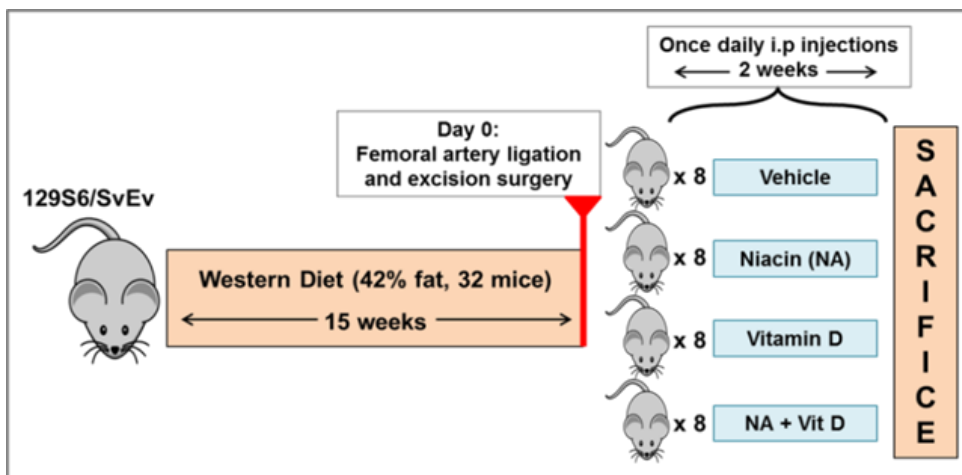 Once daily i.p injections
2 weeks
Day 0:
Femoral artery ligation
and excision surgery
129S6/SvEv
Western Diet (42% fat, 32 mice)
15 weeks
x 8 Vehicle
x 8 Niacin (NA)
x 8 Vitamin D
x 8 NA + Vit D
S
A
C
R
I
F
I
C
E